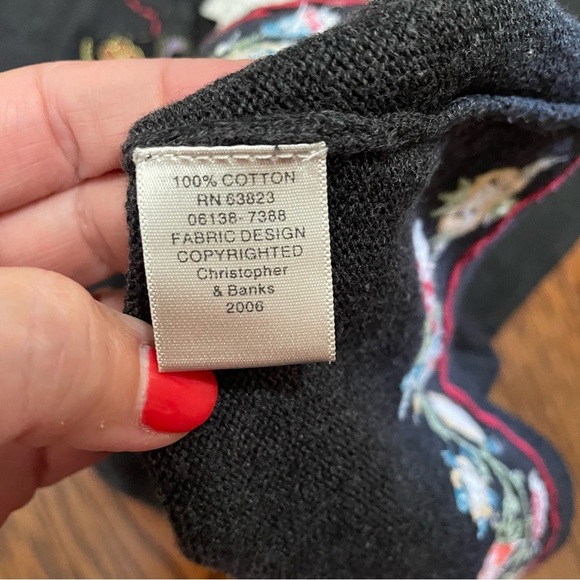 100% COTTON
RN 63823
06138-7388
FABRIC DESIGN
COPYRIGHTED
Christopher
& Banks
2006